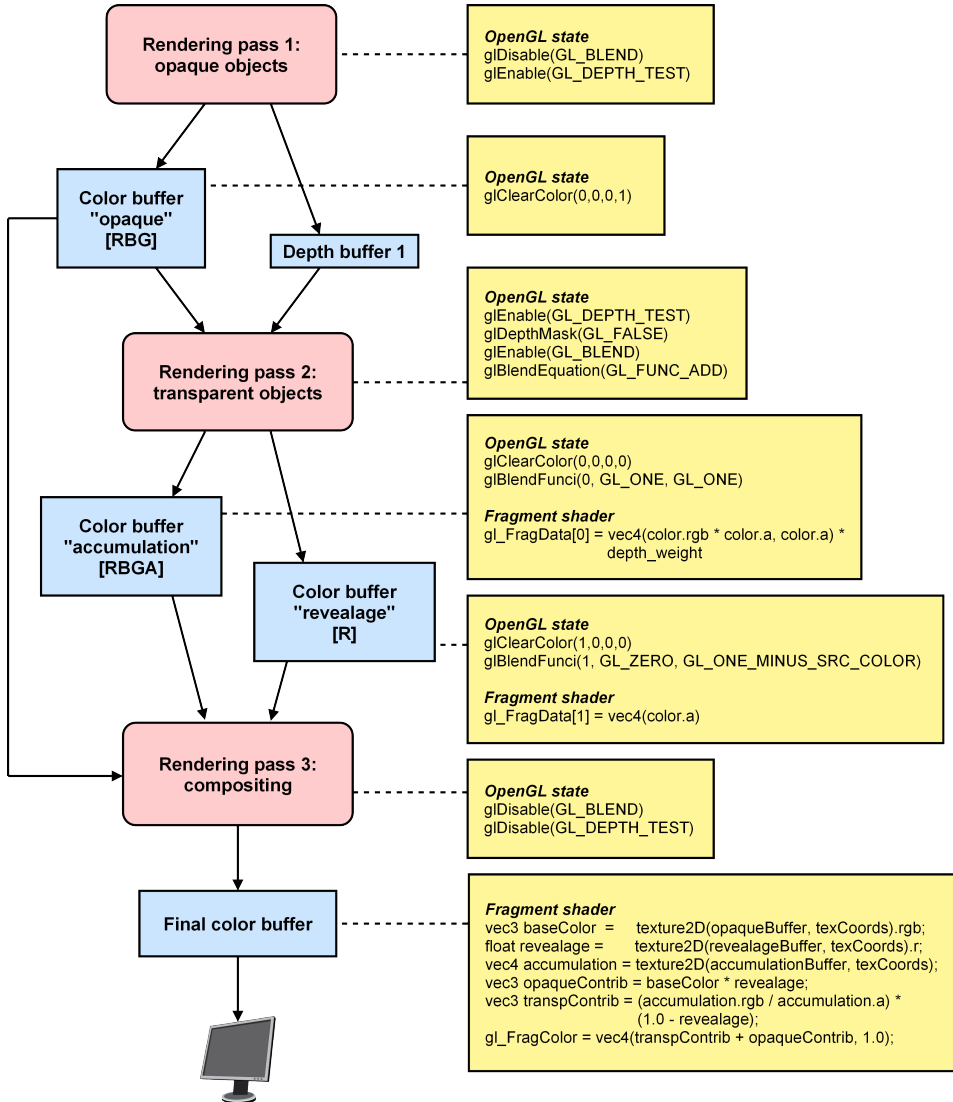 Rendering pass 1:
opaque objects
OpenGL state
glDisable(GL_BLEND)
glEnable(GL_DEPTH_TEST)
Color buffer
"opaque"
[RBG]
OpenGL state
glClearColor(0,0,0,1)
Depth buffer 1
Rendering pass 2:
transparent objects
OpenGL state
glEnable(GL_DEPTH_TEST)
glDepthMask(GL_FALSE)
glEnable(GL_BLEND)
glBlendEquation(GL_FUNC_ADD)
Color buffer
"accumulation"
[RBGA]
OpenGL state
glClearColor(0,0,0,0)
glBlendFunci(0, GL_ONE, GL_ONE)
Fragment shader
gl_FragData[0] = vec4(color.rgb * color.a, color.a) *
depth_weight
Color buffer
"revealage"
[R]
OpenGL state
glClearColor(1,0,0,0)
glBlendFunci(1, GL_ZERO, GL_ONE_MINUS_SRC_COLOR)
Fragment shader
gl_FragData[1] = vec4(color.a)
Rendering pass 3:
compositing
OpenGL state
glDisable(GL_BLEND)
glDisable(GL_DEPTH_TEST)
Final color buffer
Fragment shader
vec3 baseColor = texture2D(opaqueBuffer, texCoords).rgb;
float revealage = texture2D(revealageBuffer, texCoords).r;
vec4 accumulation = texture2D(accumulationBuffer, texCoords);
vec3 opaqueContrib = baseColor * revealage;
vec3 transpContrib = (accumulation.rgb / accumulation.a) *
(1.0 - revealage);
gl_FragColor = vec4(transpContrib + opaqueContrib, 1.0);